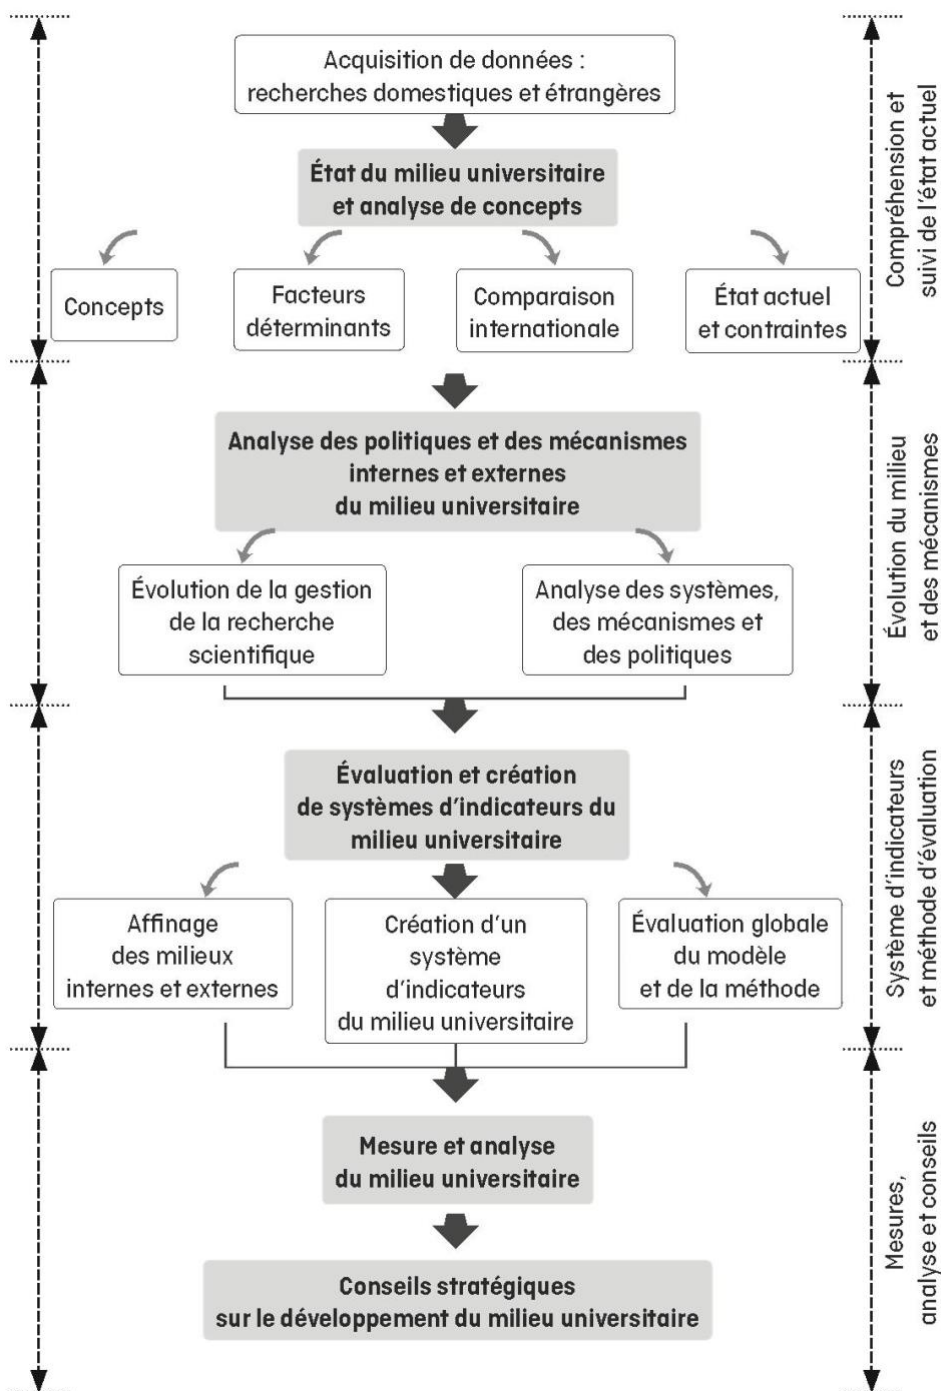 Acquisition de données :
recherches domestiques et étrangères
État du milieu universitaire
et analyse de concepts
Concepts
Facteurs
déterminants
Comparaison
internationale
État actuel
et contraintes
Compréhension et
suivi de l'état actuel
Analyse des politiques et des mécanismes
internes et externes
du milieu universitaire
Évolution de la gestion
de la recherche
scientifique
Analyse des systèmes,
des mécanismes et
des politiques
Évolution du milieu
et des mécanismes
Évaluation et création
de systèmes d'indicateurs du
milieu universitaire
Affinage
des milieux
internes et externes
Création d'un
système
d'indicateurs
du milieu universitaire
Évaluation globale
du modèle
et de la méthode
Système d'indicateurs
et méthode d'évaluation
Mesure et analyse
du milieu universitaire
Conseils stratégiques
sur le développement du milieu universitaire
Mesures,
analyse et conseils